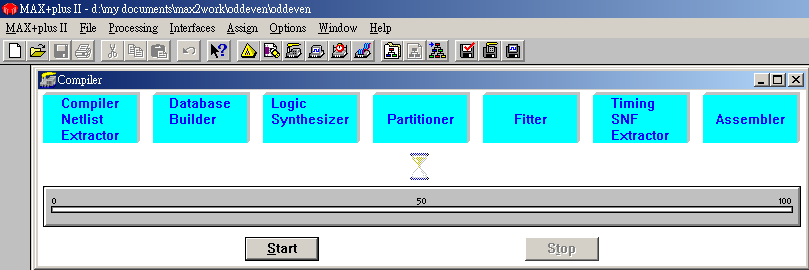 MAX+plus II - d:\my documents\max2work\oddeven\oddeven
MAX+plus II File Processing Interfaces Assign Options Window Help
Compiler
Compiler
Netlist
Extractor
Database
Builder
Logic
Synthesizer
Partitioner
Fitter
Timing
SNF
Extractor
Assembler
0 50 100
Start Stop